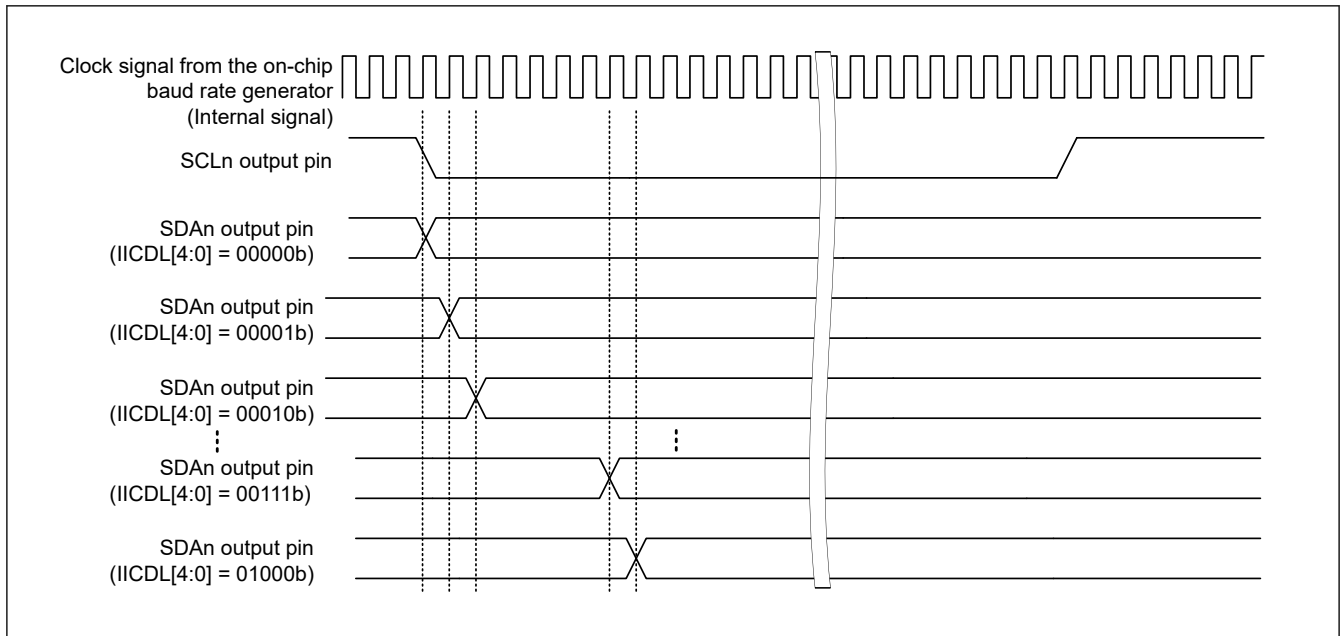 Clock signal from the on-chip
baud rate generator
(Internal signal)
SCLn output pin
SDAn output pin
(IICDL[4:0] = 00000b)
SDAn output pin
(IICDL[4:0] = 00001b)
SDAn output pin
(IICDL[4:0] = 00010b)
SDAn output pin
(IICDL[4:0] = 00111b)
SDAn output pin
(IICDL[4:0] = 01000b)